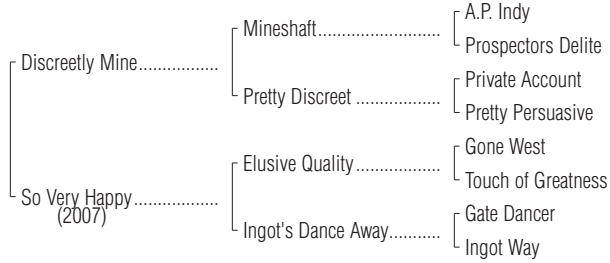 A.P. Indy
Mineshaft
Prospectors Delite
Discreetly Mine
Private Account
Pretty Discreet
Pretty Persuasive
Gone West
Elusive Quality
Touch of Greatness
So Very Happy
(2007)
Gate Dancer
Ingot's Dance Away
Ingot Way